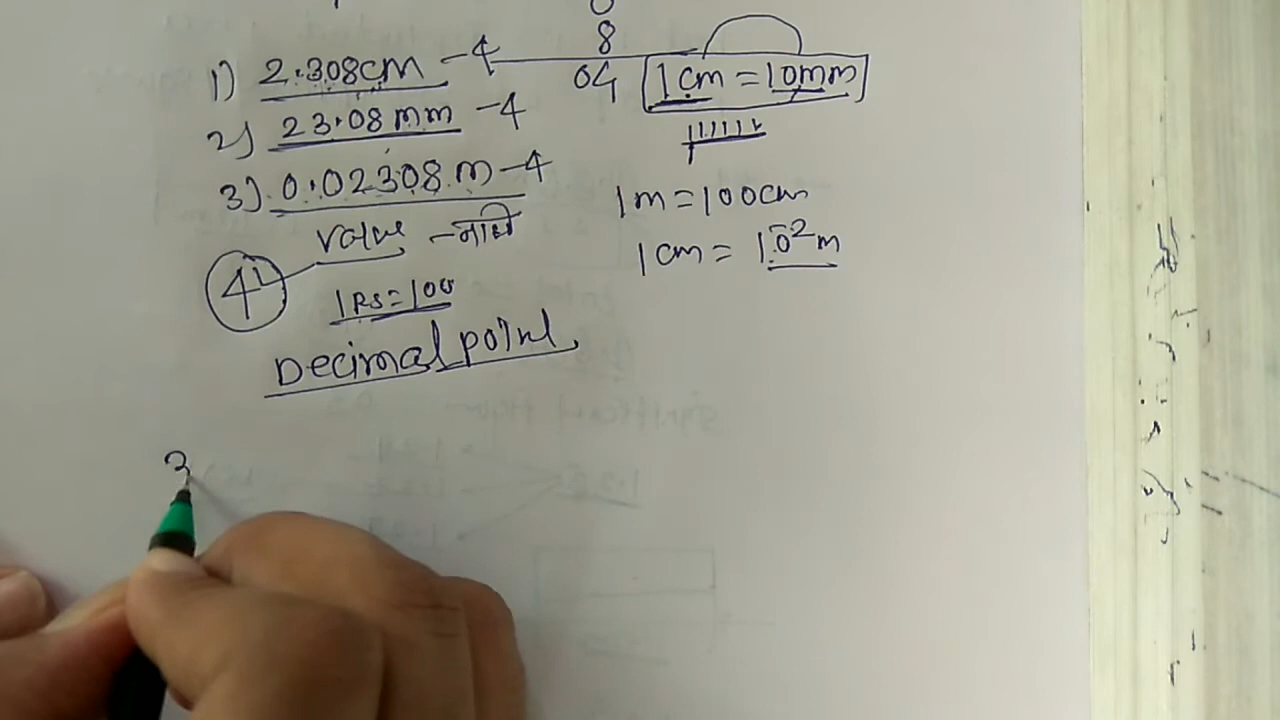 8
04
1) 2.308cm -4
1cm = 10mm
2) 23.08mm -4
3) 0.02308m -4
1m = 100cm
value -
1cm = 10⁻²m
4
1Rs = 100
Decimal point
3